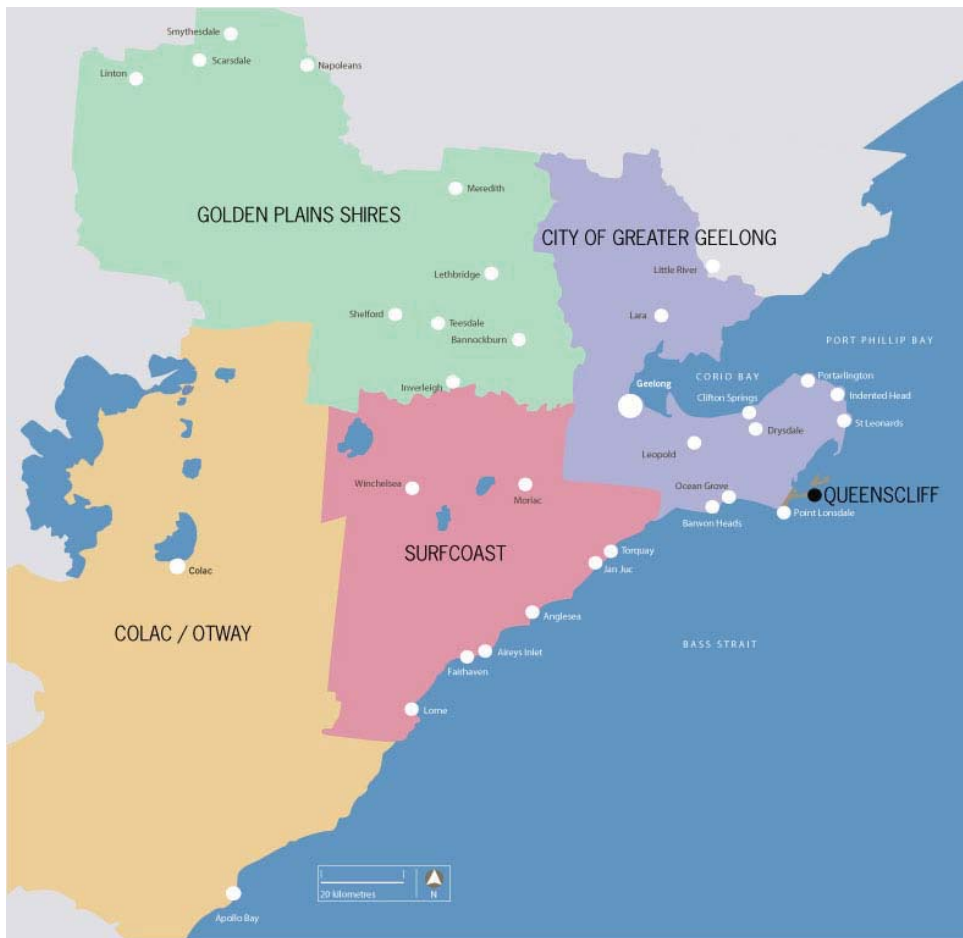 Smythesdale
Scarsdale
Linton
Napoleans
Meredith
GOLDEN PLAINS SHIRES
CITY OF GREATER GEELONG
Lethbridge
Little River
Shelford
Teesdale
Lara
Bannockburn
PORT PHILLIP BAY
Inverleigh
Geelong
CORIO BAY
Portarlington
Clifton Springs
Indented Head
St Leonards
Drysdale
Leopold
Winchelsea
Moriac
Ocean Grove
QUEENSCLIFF
Barwon Heads
Point Lonsdale
SURFCOAST
Torquay
Jan Juc
Colac
Anglesea
COLAC / OTWAY
BASS STRAIT
Aireys Inlet
Fairhaven
Lorne
20 kilometres
N
Apollo Bay